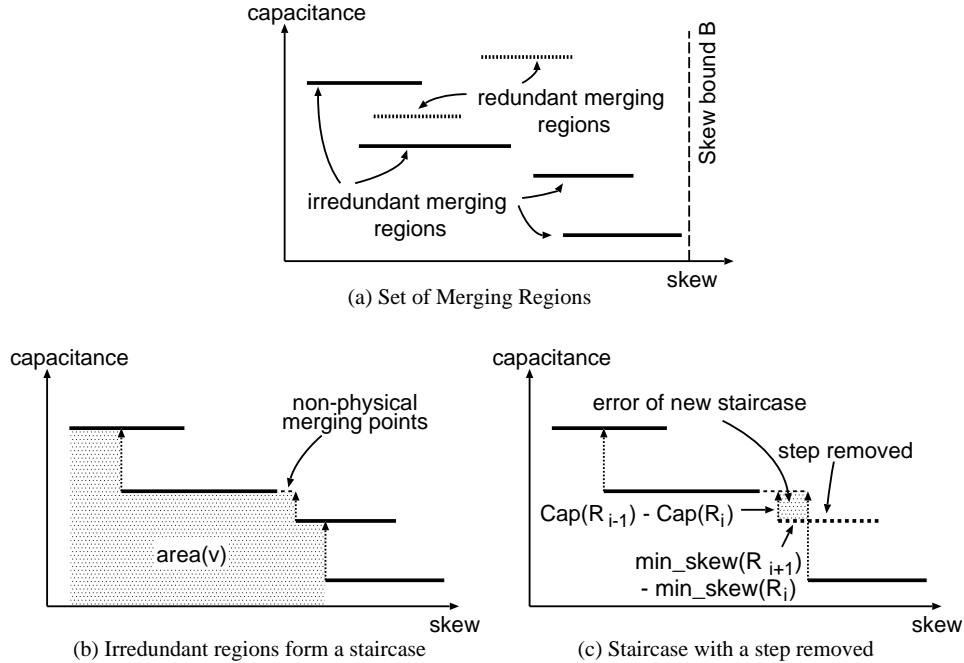 capacitance
Skew bound B
redundant merging
regions
irredundant merging
regions
skew
(a) Set of Merging Regions
capacitance
non-physical
merging points
area(v)
skew
(b) Irredundant regions form a staircase
capacitance
error of new staircase
step removed
Cap(R i-1) - Cap(Ri)
min_skew(R i+1)
- min_skew(Ri)
skew
(c) Staircase with a step removed